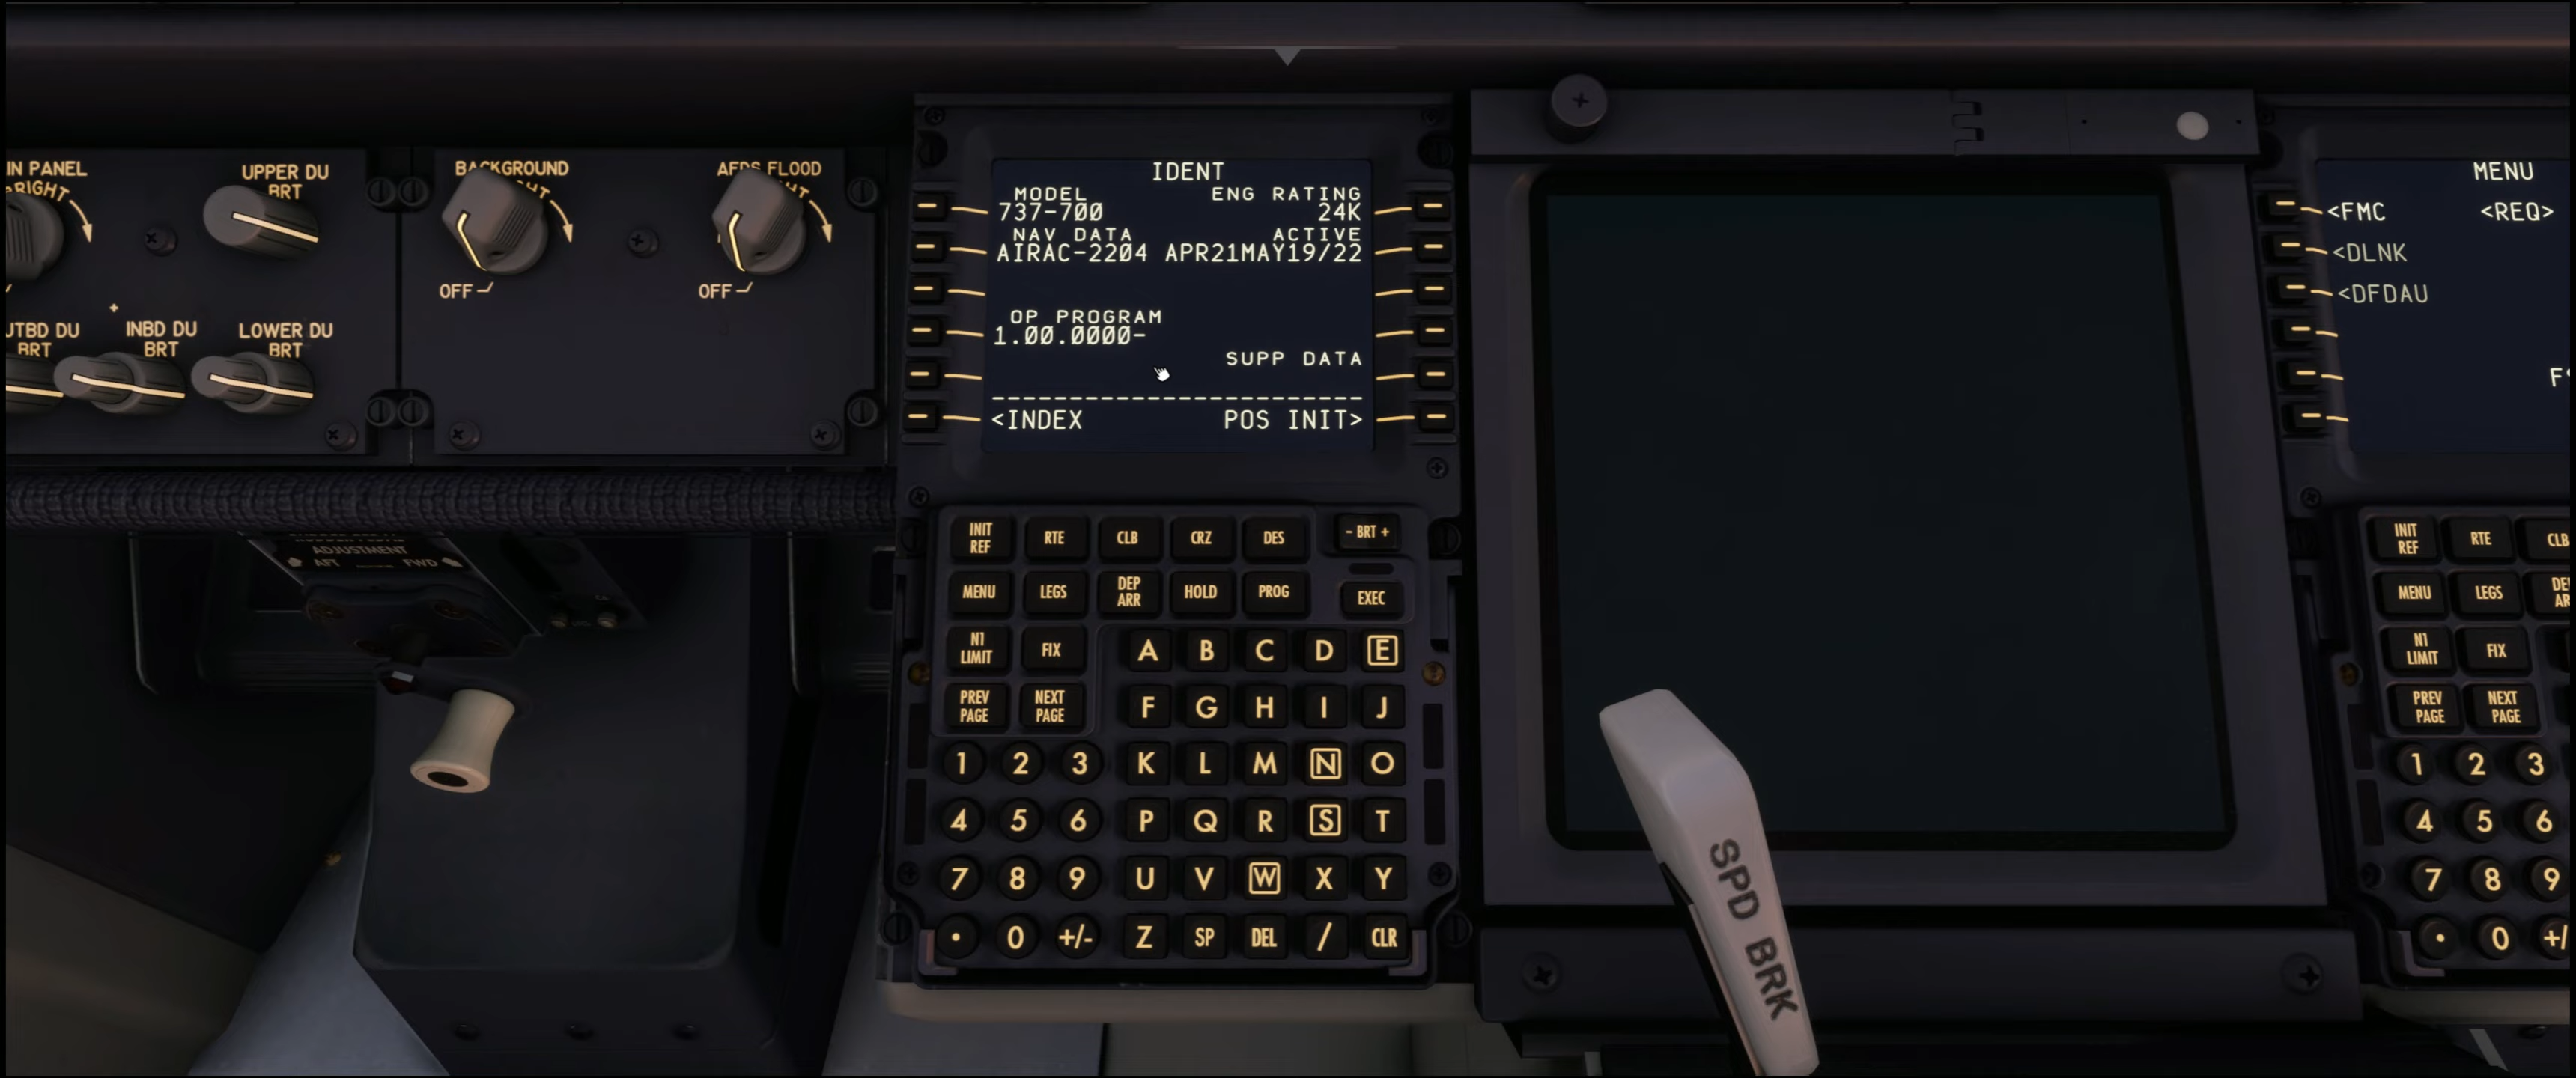 IN PANEL
UPPER DU
BRT
BACKGROUND
AFDS FLOOD
OFF
OFF
INBD DU
BRT
LOWER DU
BRT
DU
BRT
ADJUSTMENT
AFT
FWD
IDENT
MODEL ENG RATING
737-700 24K
NAV DATA ACTIVE
AIRAC-2204 APR21MAY19/22
OP PROGRAM
1.00.0000-
SUPP DATA
------------------------
<INDEX POS INIT>
INIT REF RTE CLB CRZ DES - BRT +
MENU LEGS DEP ARR HOLD PROG EXEC
N1 LIMIT FIX A B C D E
PREV PAGE NEXT PAGE F G H I J
1 2 3 K L M N O
4 5 6 P Q R S T
7 8 9 U V W X Y
. 0 +/- Z SP DEL / CLR
SPD BRK
MENU
<FMC <REQ>
<DLNK
<DFDAU
INIT REF RTE CLB
MENU LEGS
N1 LIMIT FIX
PREV PAGE NEXT PAGE
1 2 3
4 5 6
7 8 9
. 0 +/